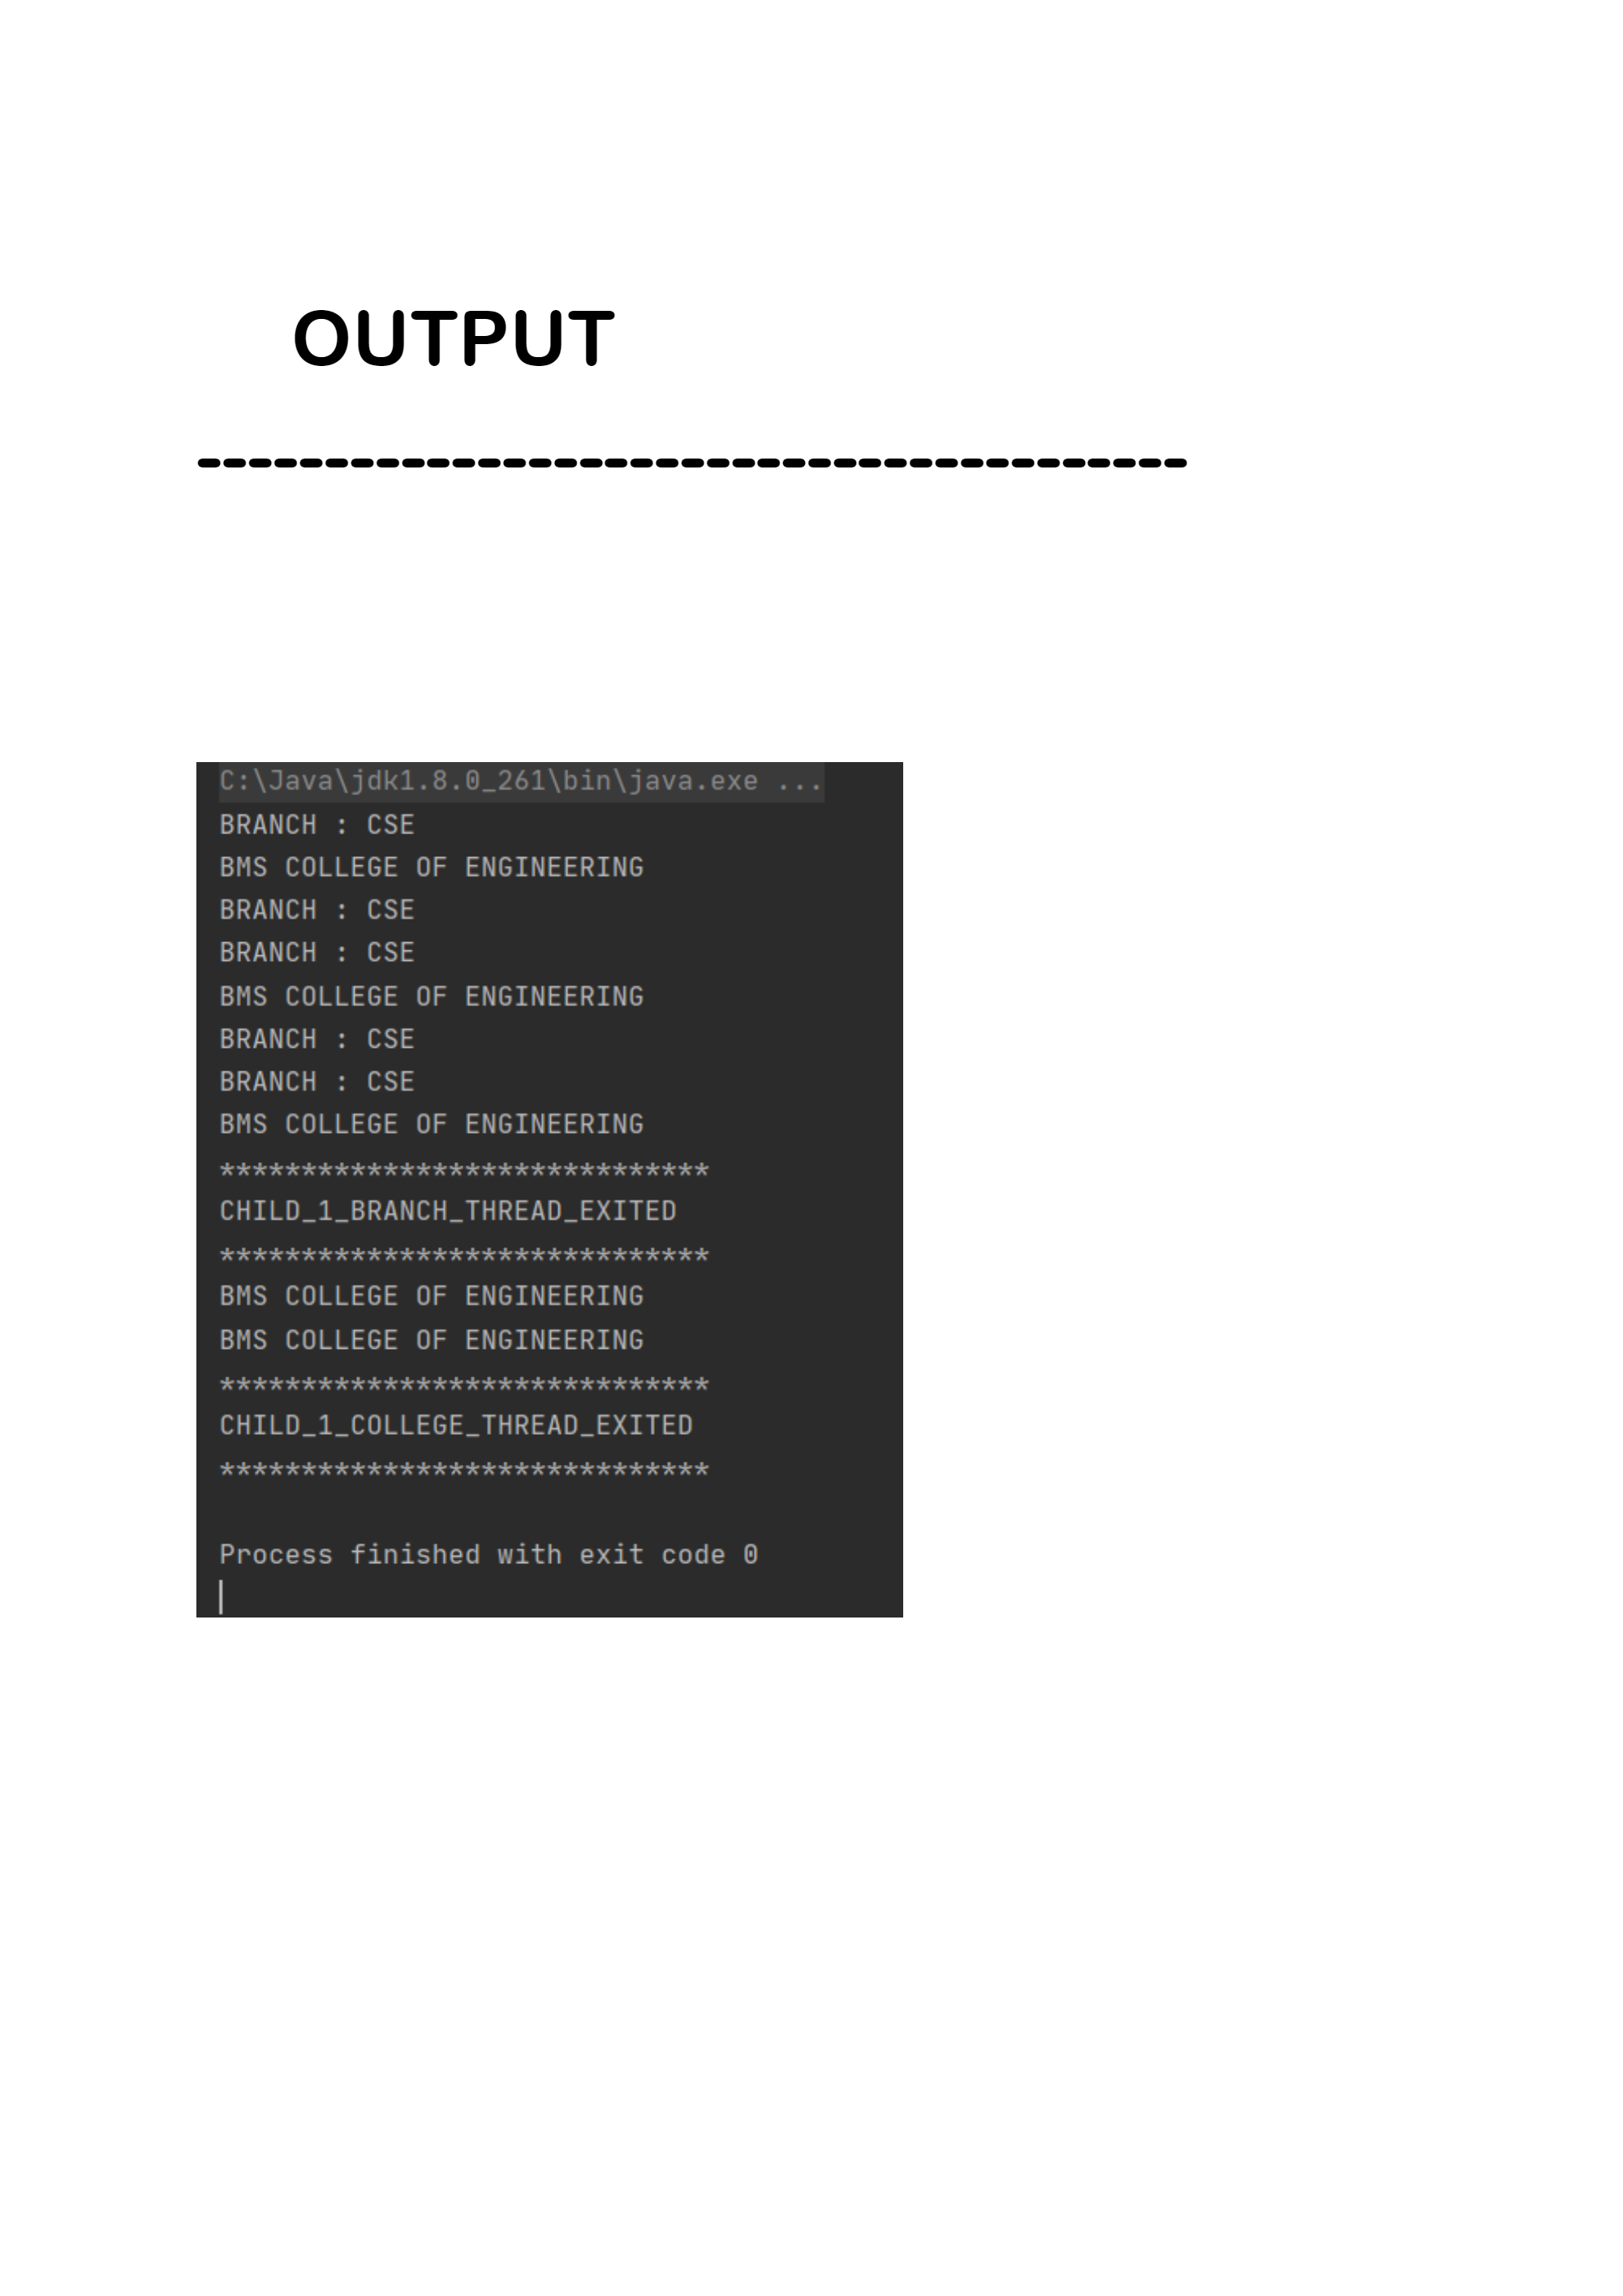 OUTPUT
---------------------------------------
C:\Java\jdk1.8.0_261\bin\java.exe ...
BRANCH : CSE
BMS COLLEGE OF ENGINEERING
BRANCH : CSE
BRANCH : CSE
BMS COLLEGE OF ENGINEERING
BRANCH : CSE
BRANCH : CSE
BMS COLLEGE OF ENGINEERING
******************************
CHILD_1_BRANCH_THREAD_EXITED
******************************
BMS COLLEGE OF ENGINEERING
BMS COLLEGE OF ENGINEERING
******************************
CHILD_1_COLLEGE_THREAD_EXITED
******************************
Process finished with exit code 0